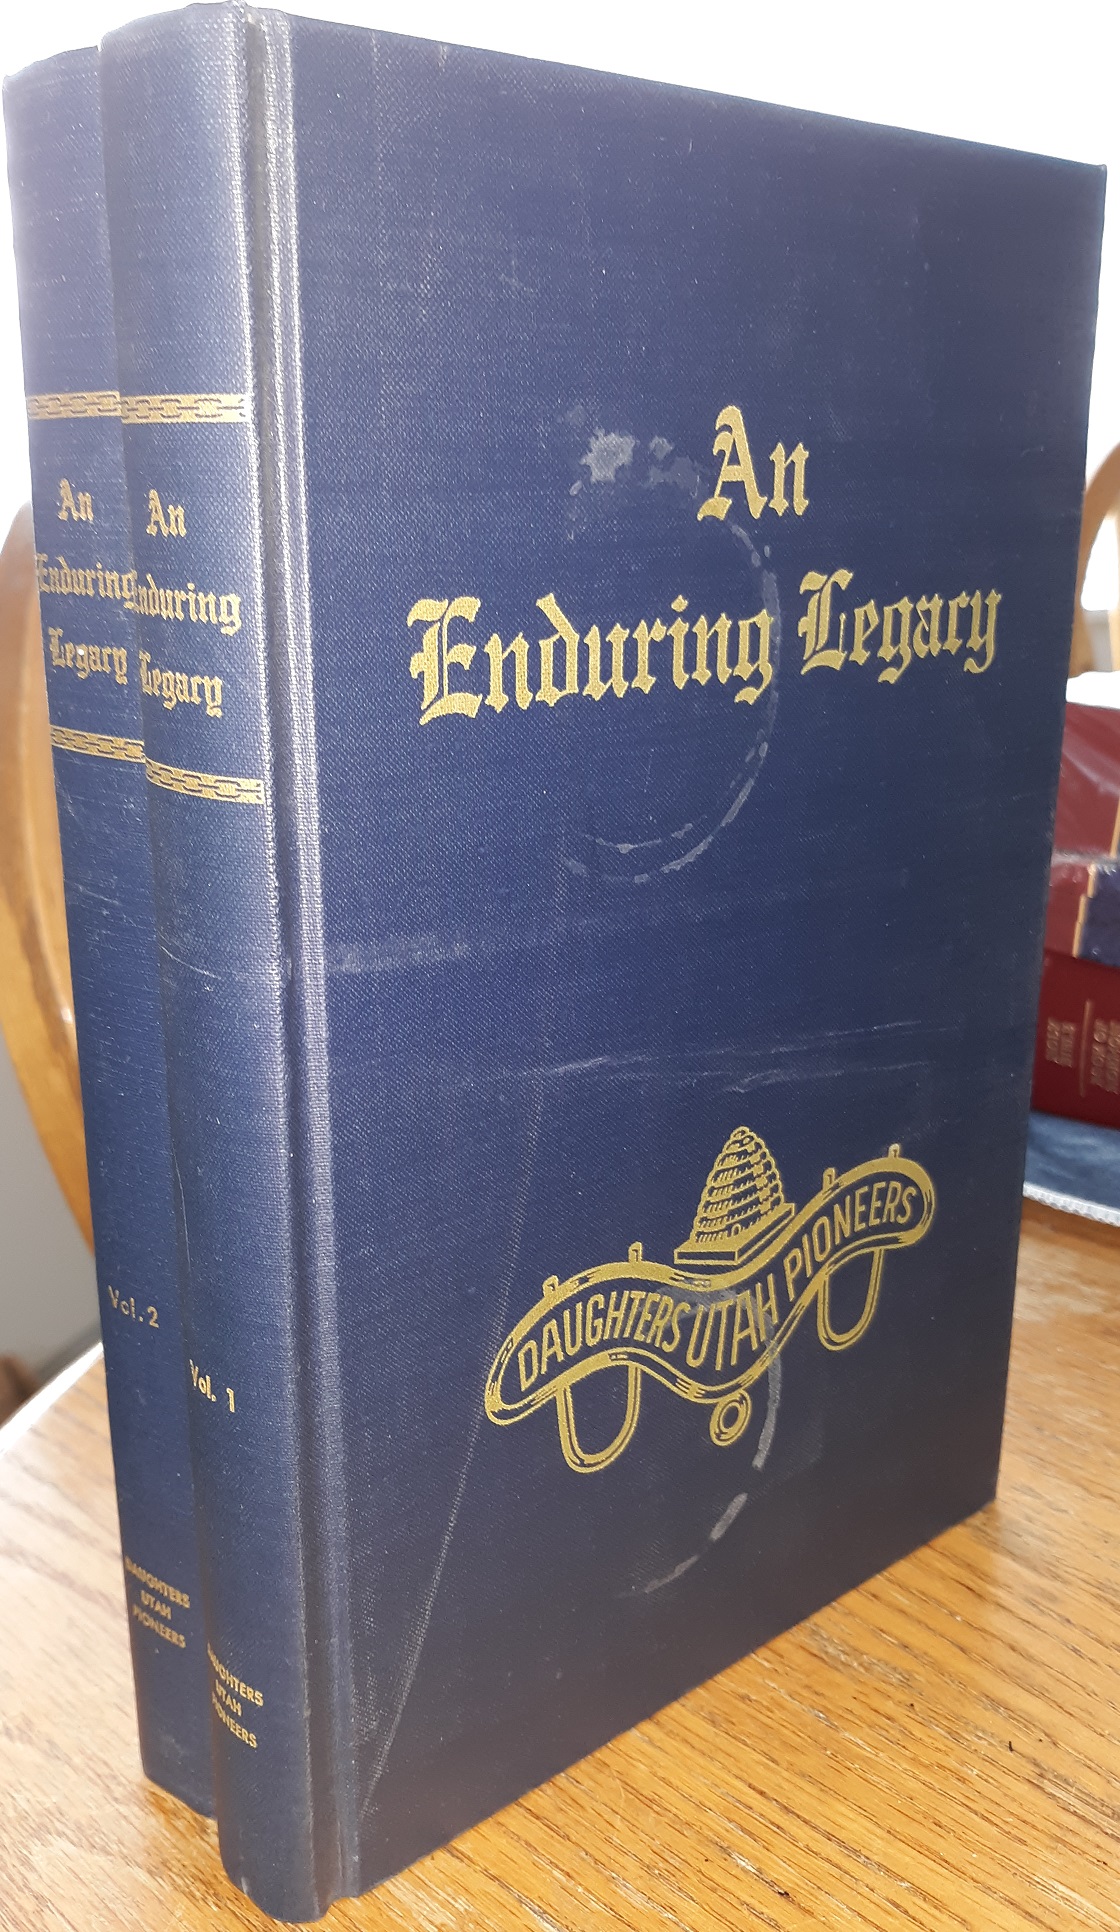 An
Enduring Legacy
DAUGHTERS UTAH PIONEERS
An
Enduring
Legacy
Vol. 1
DAUGHTERS
UTAH
PIONEERS
An
Enduring
Legacy
Vol. 2
DAUGHTERS
UTAH
PIONEERS